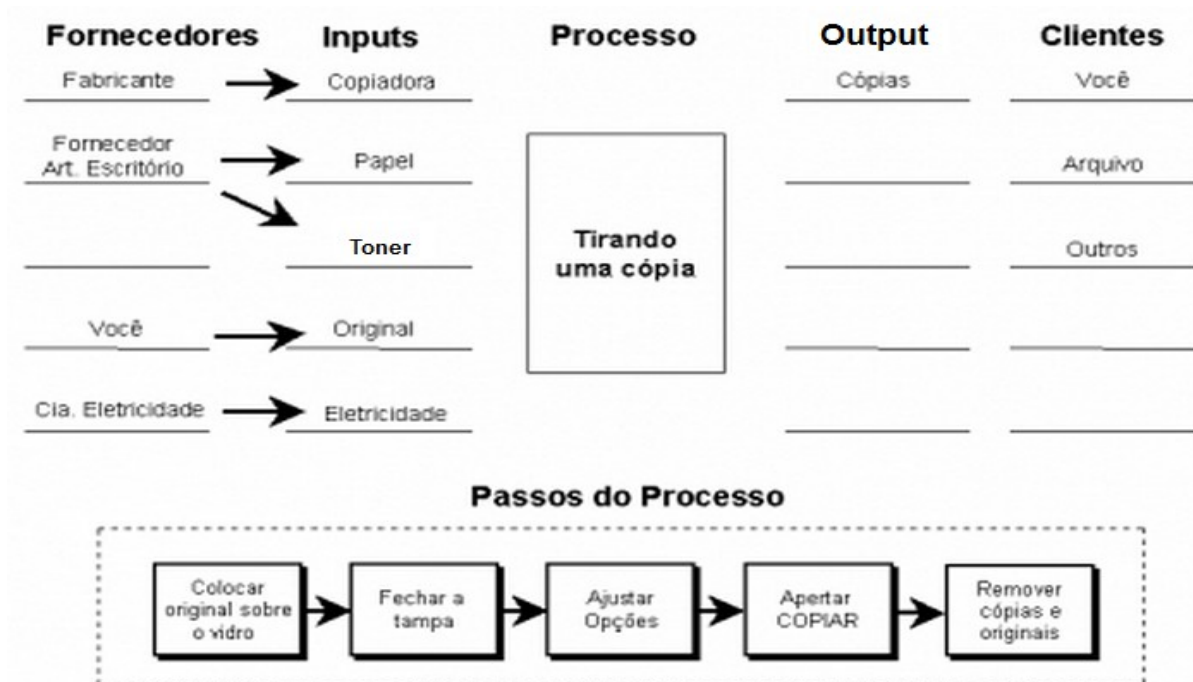 Fornecedores Inputs Processo Output Clientes
Fabricante Copiadora Cópias Você
Fornecedor
Art. Escritório Papel Arquivo
Toner Outros
Tirando
uma cópia
Você Original
Cia. Eletricidade Eletricidade
Passos do Processo
Colocar
original sobre
o vidro
Fechar a
tampa
Ajustar
Opções
Apertar
COPIAR
Remover
cópias e
originais